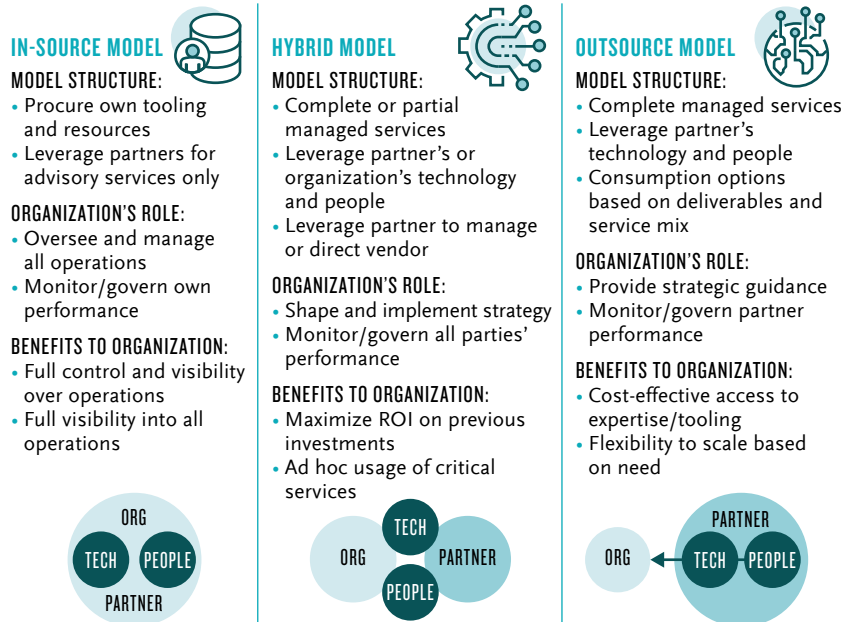 IN-SOURCE MODEL
MODEL STRUCTURE:
• Procure own tooling
and resources
• Leverage partners for
advisory services only
ORGANIZATION'S ROLE:
• Oversee and manage
all operations
• Monitor/govern own
performance
BENEFITS TO ORGANIZATION:
• Full control and visibility
over operations
• Full visibility into all
operations
ORG
TECH
PEOPLE
PARTNER
HYBRID MODEL
MODEL STRUCTURE:
• Complete or partial
managed services
• Leverage partner's or
organization's technology
and people
• Leverage partner to manage
or direct vendor
ORGANIZATION'S ROLE:
• Shape and implement strategy
• Monitor/govern all parties'
performance
BENEFITS TO ORGANIZATION:
• Maximize ROI on previous
investments
• Ad hoc usage of critical
services
TECH
ORG
PARTNER
PEOPLE
OUTSOURCE MODEL
MODEL STRUCTURE:
• Complete managed services
• Leverage partner's
technology and people
• Consumption options
based on deliverables and
service mix
ORGANIZATION'S ROLE:
• Provide strategic guidance
• Monitor/govern partner
performance
BENEFITS TO ORGANIZATION:
• Cost-effective access to
expertise/tooling
• Flexibility to scale based
on need
PARTNER
ORG
TECH
PEOPLE